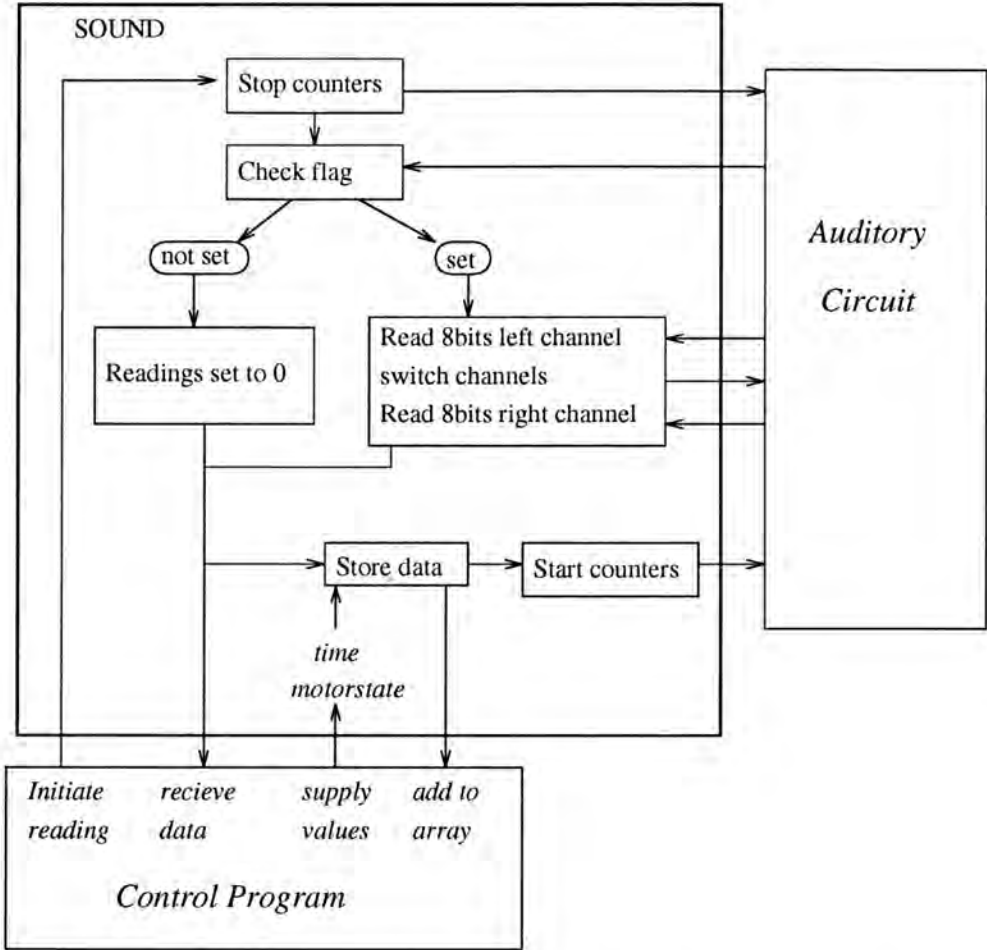 SOUND
Stop counters
Check flag
not set
set
Auditory
Circuit
Readings set to 0
Read 8bits left channel
switch channels
Read 8bits right channel
Store data
Start counters
time
motorstate
Initiate
reading
recieve
data
supply
values
add to
array
Control Program